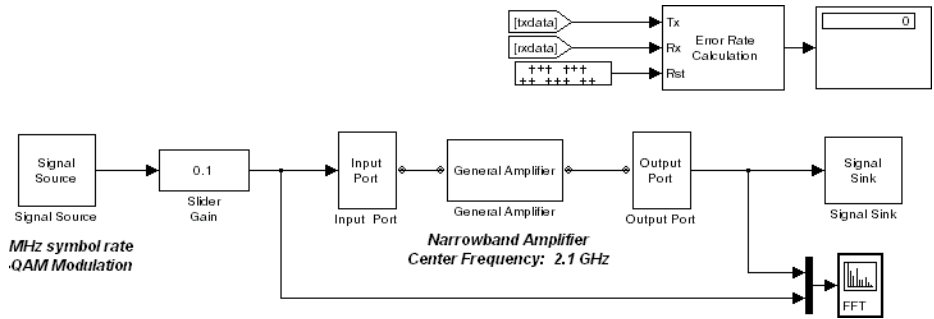 [txdata]
[rxdata]
Tx
Rx
Rst
Error Rate
Calculation
0
Signal
Source
Signal Source
0.1
Slider
Gain
Input
Port
Input Port
General Amplifier
General Amplifier
Output
Port
Output Port
Signal
Sink
Signal Sink
MHz symbol rate
-QAM Modulation
Narrowband Amplifier
Center Frequency: 2.1 GHz
FFT